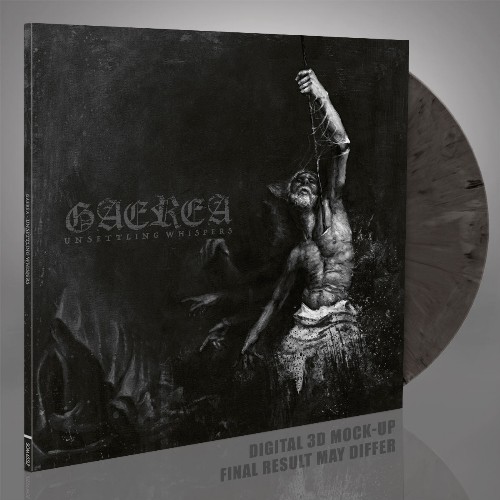 GAEREA
UNSETTLING WHISPERS
DIGITAL 3D MOCK-UP
FINAL RESULT MAY DIFFER